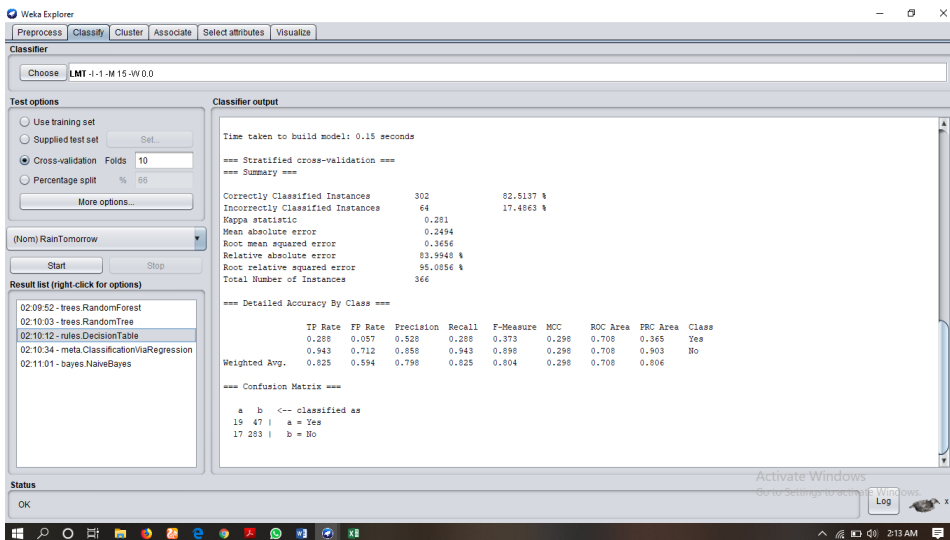 Weka Explorer
Preprocess Classify Cluster Associate Select attributes Visualize
Classifier
Choose LMT -I -1 -M 15 -W 0.0
Test options
Use training set
Supplied test set Set...
Cross-validation Folds 10
Percentage split % 66
More options...
(Nom) RainTomorrow
Start Stop
Result list (right-click for options)
02:09:52 - trees.RandomForest
02:10:03 - trees.RandomTree
02:10:12 - rules.DecisionTable
02:10:34 - meta.ClassificationViaRegression
02:11:01 - bayes.NaiveBayes
Classifier output
Time taken to build model: 0.15 seconds
=== Stratified cross-validation ===
=== Summary ===
Correctly Classified Instances 302 82.5137 %
Incorrectly Classified Instances 64 17.4863 %
Kappa statistic 0.281
Mean absolute error 0.2494
Root mean squared error 0.3656
Relative absolute error 83.9948 %
Root relative squared error 95.0856 %
Total Number of Instances 366
=== Detailed Accuracy By Class ===
TP Rate FP Rate Precision Recall F-Measure MCC ROC Area PRC Area Class
0.288 0.057 0.528 0.288 0.373 0.298 0.708 0.365 Yes
0.943 0.712 0.858 0.943 0.898 0.298 0.708 0.903 No
Weighted Avg. 0.825 0.594 0.798 0.825 0.804 0.298 0.708 0.806
=== Confusion Matrix ===
a b <-- classified as
19 47 | a = Yes
17 283 | b = No
Status
OK
Log
x
Activate Windows
Go to Settings to activate Windows.
2:13 AM